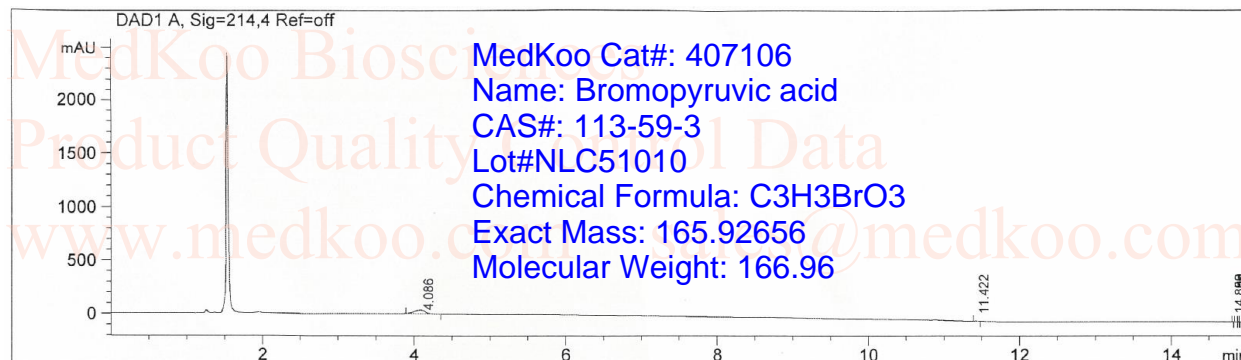 DAD1 A, Sig=214,4 Ref=off
mAU
MedKoo Biosciences
MedKoo Cat#: 407106
Name: Bromopyruvic acid
2000
CAS#: 113-59-3
1500
Product Quality Control Data
Lot#NLC51010
Chemical Formula: C3H3BrO3
1000
Exact Mass: 165.92656
www.medkoo.com @medkoo.com
Molecular Weight: 166.96
500
0
4.086
11.422
2
4
6
8
10
12
14